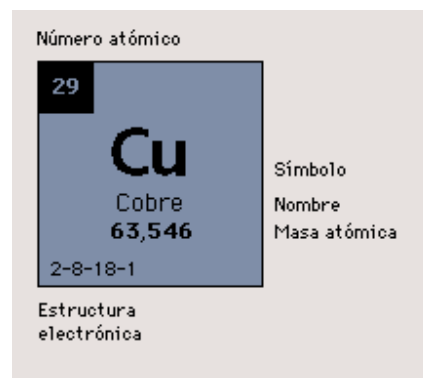 Número atómico
29
Cu
Símbolo
Cobre
Nombre
63,546
Masa atómica
2-8-18-1
Estructura
electrónica